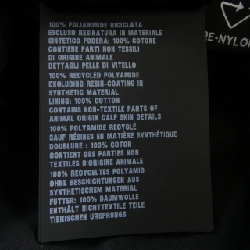 100% POLIAMMIDE RICICLATO
ESCLUSO RESINATURA IN MATERIALE
SINTETICO FODERA: 100% COTONE
CONTIENE PARTI NON TESSILI
DI ORIGINE ANIMALE
DETTAGLI PELLE DI VITELLO
100% RECYCLED POLYAMIDE
EXCLUDING RESIN-COATING IN
SYNTHETIC MATERIAL
LINING: 100% COTTON
CONTAINS NON-TEXTILE PARTS OF
ANIMAL ORIGIN CALF SKIN DETAILS
100% POLYAMIDE RECYCLÉ
SAUF RÉSINES EN MATIÈRE SYNTHÉTIQUE
DOUBLURE : 100% COTON
CONTIENT DES PARTIES NON
TEXTILES D'ORIGINE ANIMALE
100% RECYCELTES POLYAMID
OHNE BESCHICHTUNGEN AUS
SYNTHETISCHEM MATERIAL
FUTTER: 100% BAUMWOLLE
ENTHÄLT NICHTTEXTILE TEILE
TIERISCHEN URSPRUNGS
RE-NYLO